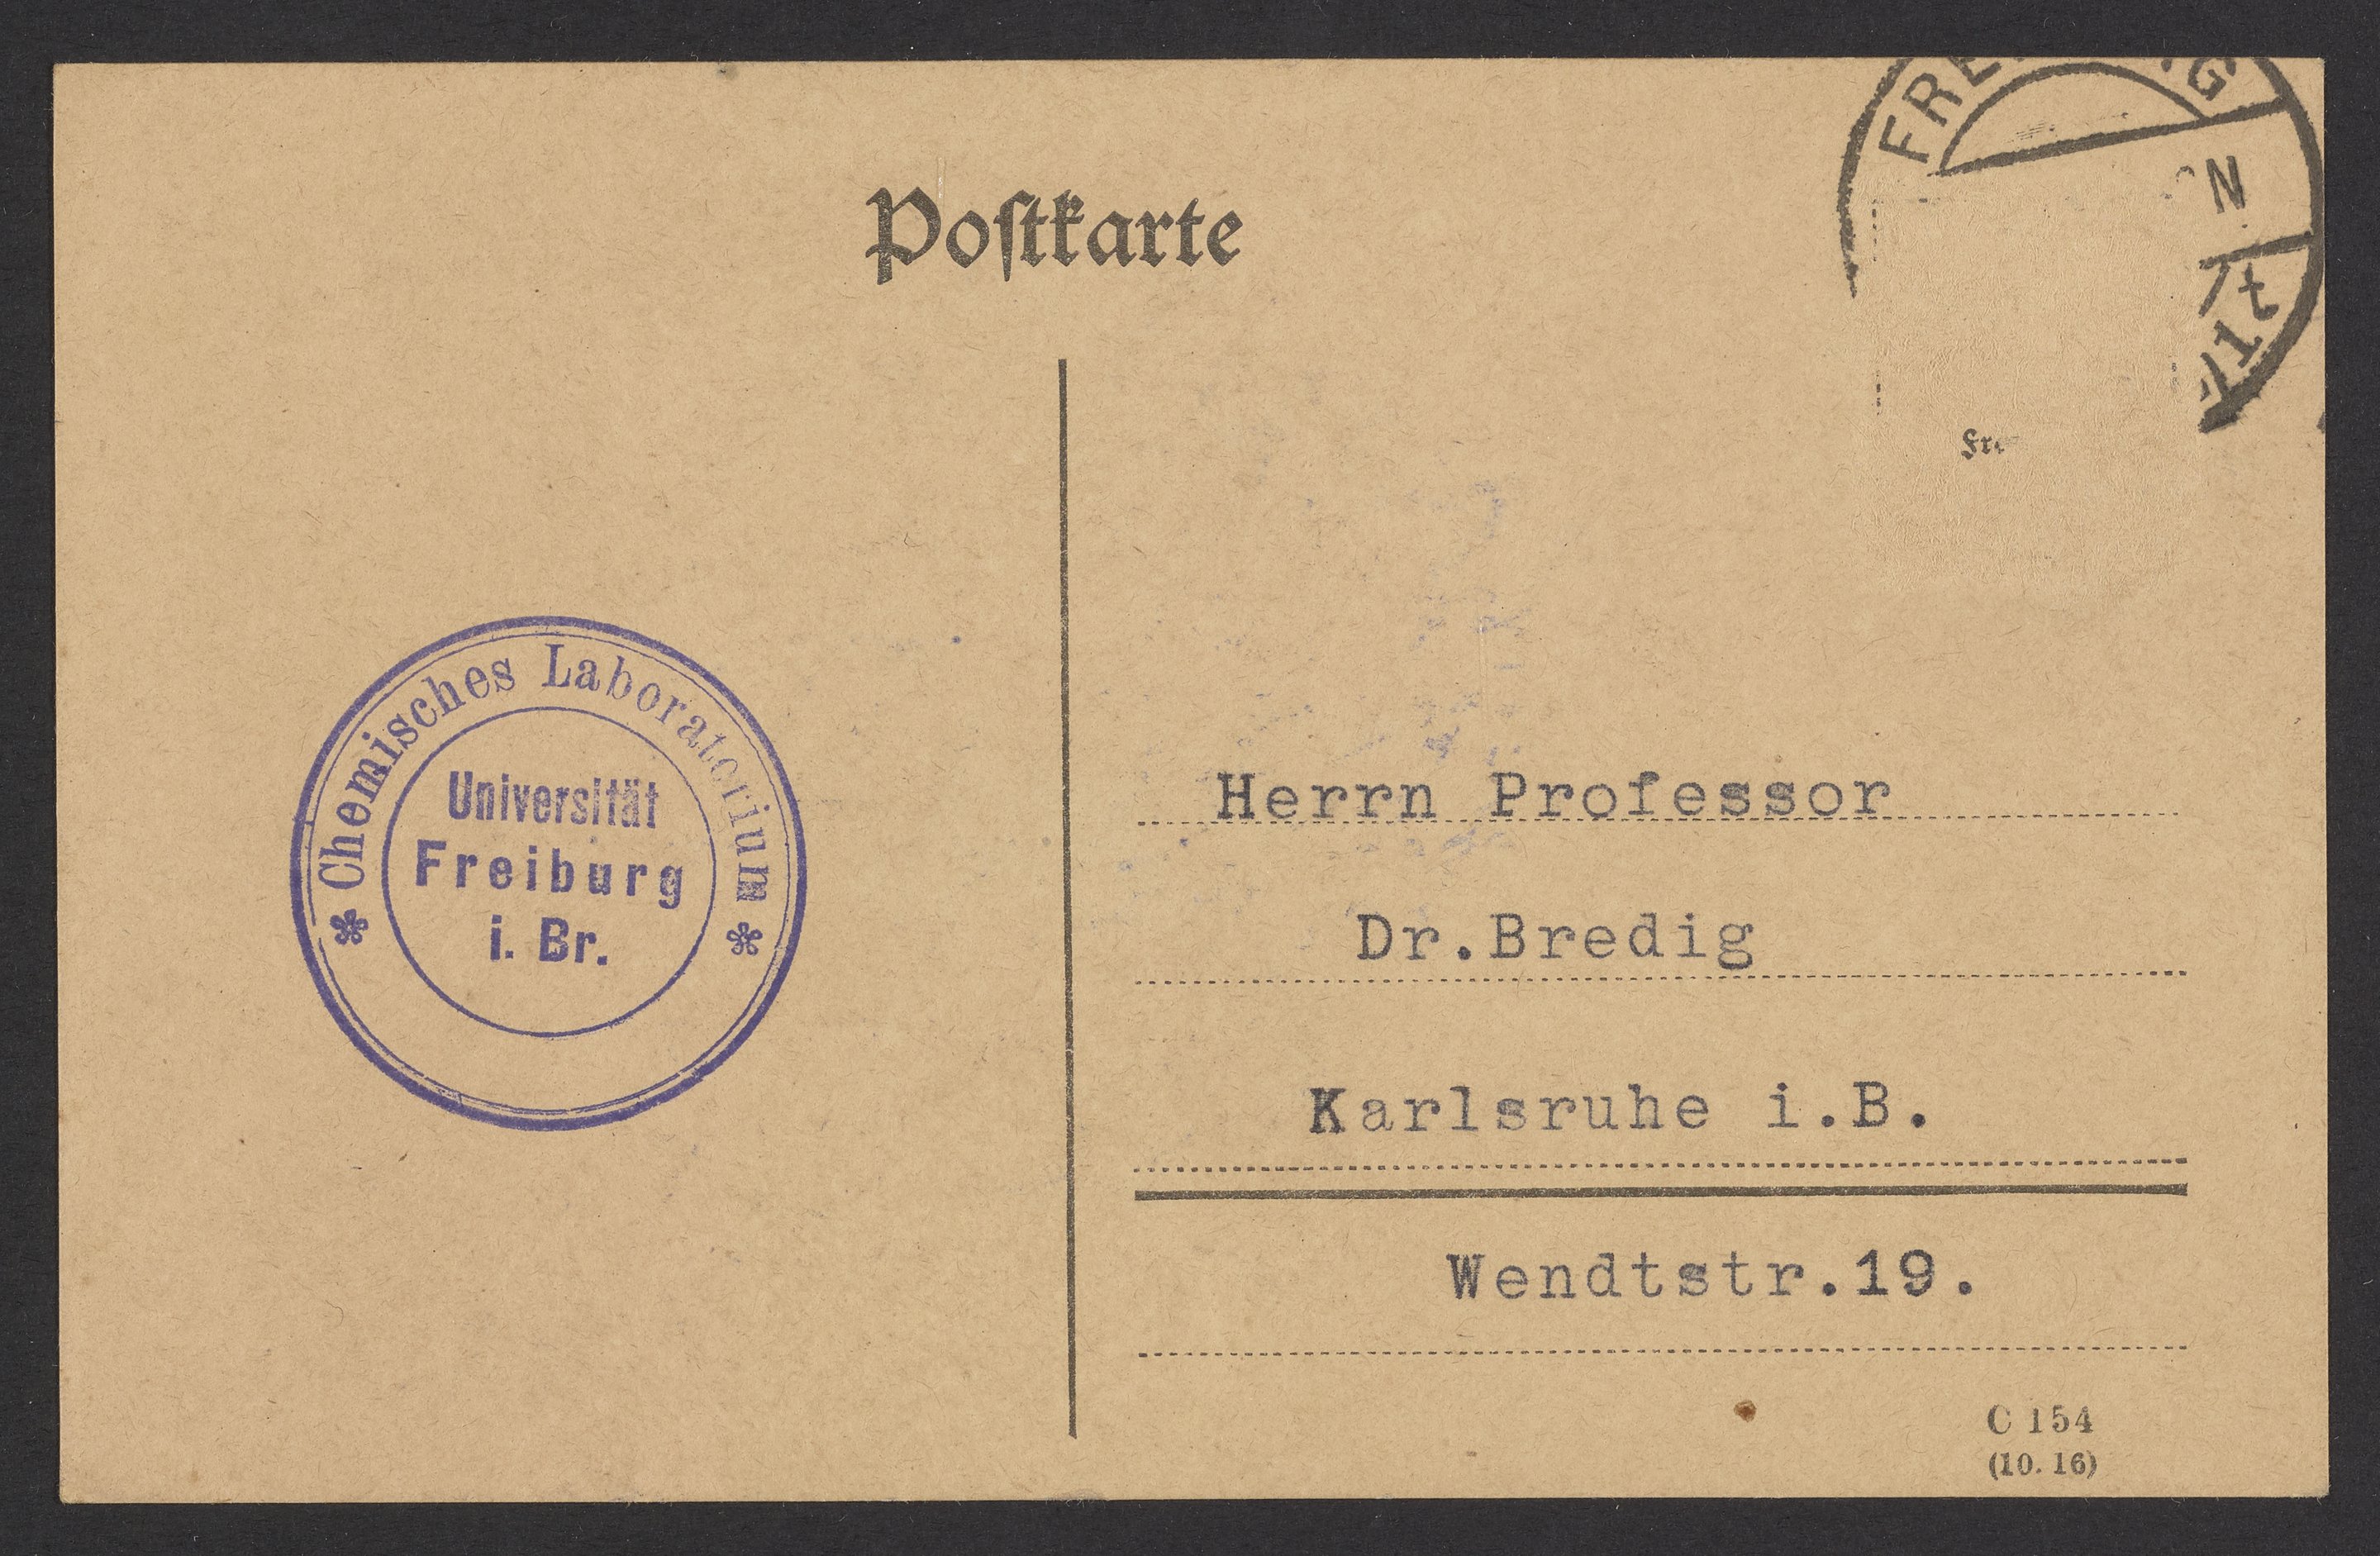 Postkarte
N
Chemisches Laboratorium
Universität
Freiburg
i. Br.
Herrn Professor
Dr.Bredig
Karlsruhe i.B.
Wendtstr.19.
C 154
(10. 16)